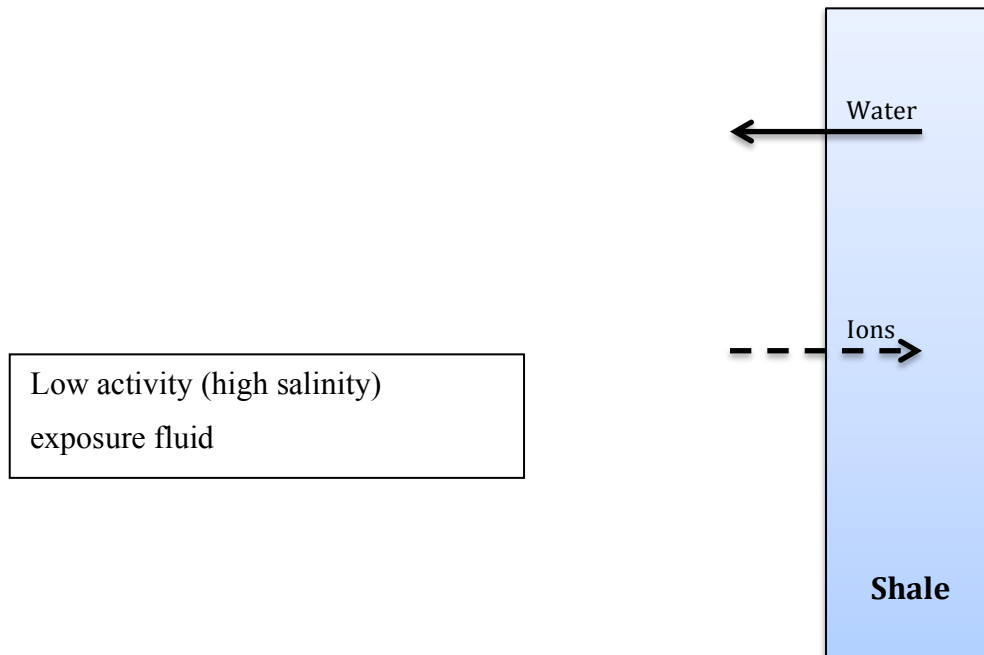 Water
Ions
Low activity (high salinity)
exposure fluid
Shale